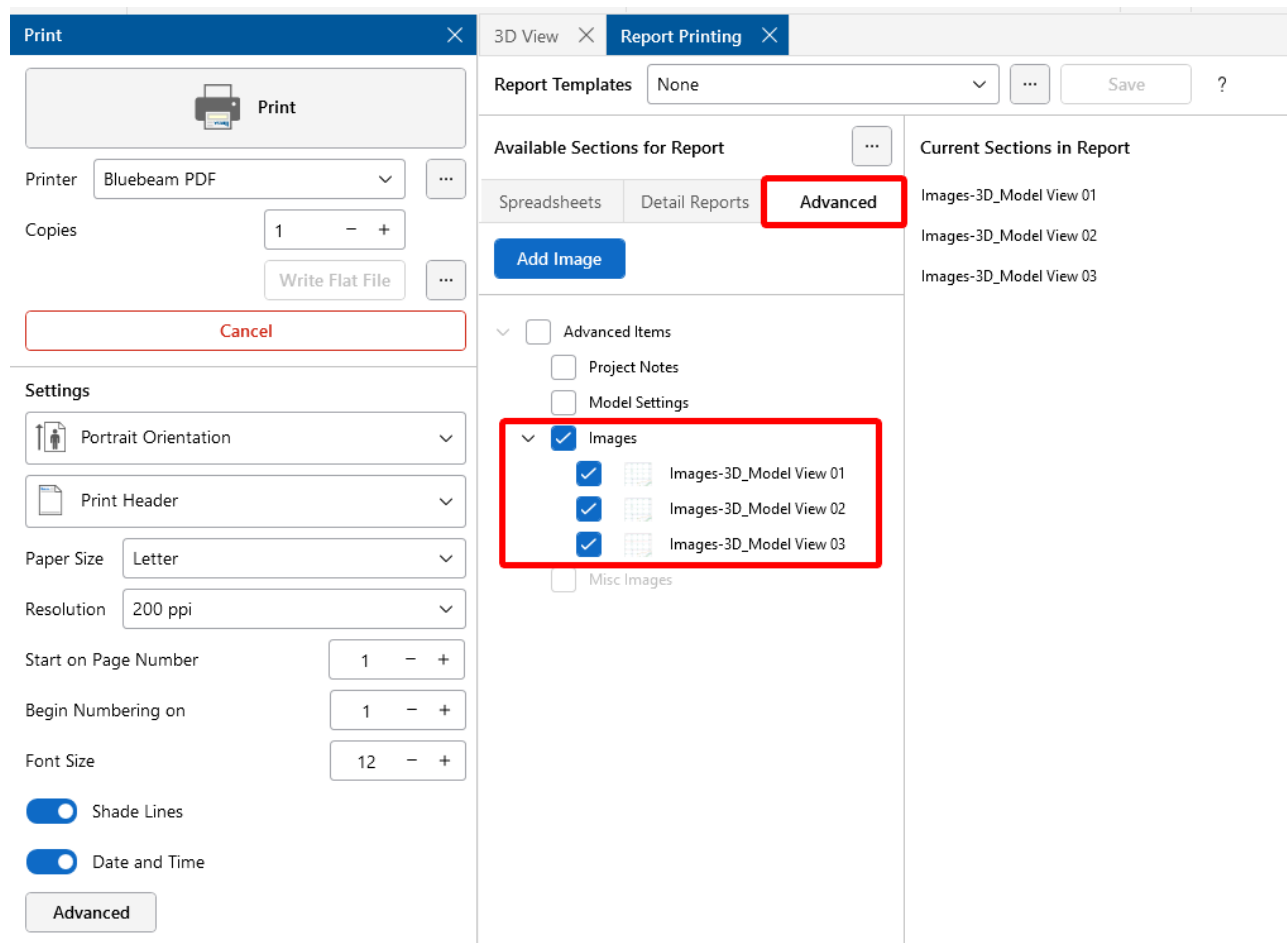 Print
Print
Printer
Bluebeam PDF
...
Copies
1 - +
Write Flat File
...
Cancel
Settings
Portrait Orientation
Print Header
Paper Size
Letter
Resolution
200 ppi
Start on Page Number
1 - +
Begin Numbering on
1 - +
Font Size
12 - +
Shade Lines
Date and Time
Advanced
3D View
Report Printing
Report Templates
None
...
Save
?
Available Sections for Report
...
Spreadsheets
Detail Reports
Advanced
Add Image
Advanced Items
Project Notes
Model Settings
Images
Images-3D_Model View 01
Images-3D_Model View 02
Images-3D_Model View 03
Misc Images
Current Sections in Report
Images-3D_Model View 01
Images-3D_Model View 02
Images-3D_Model View 03